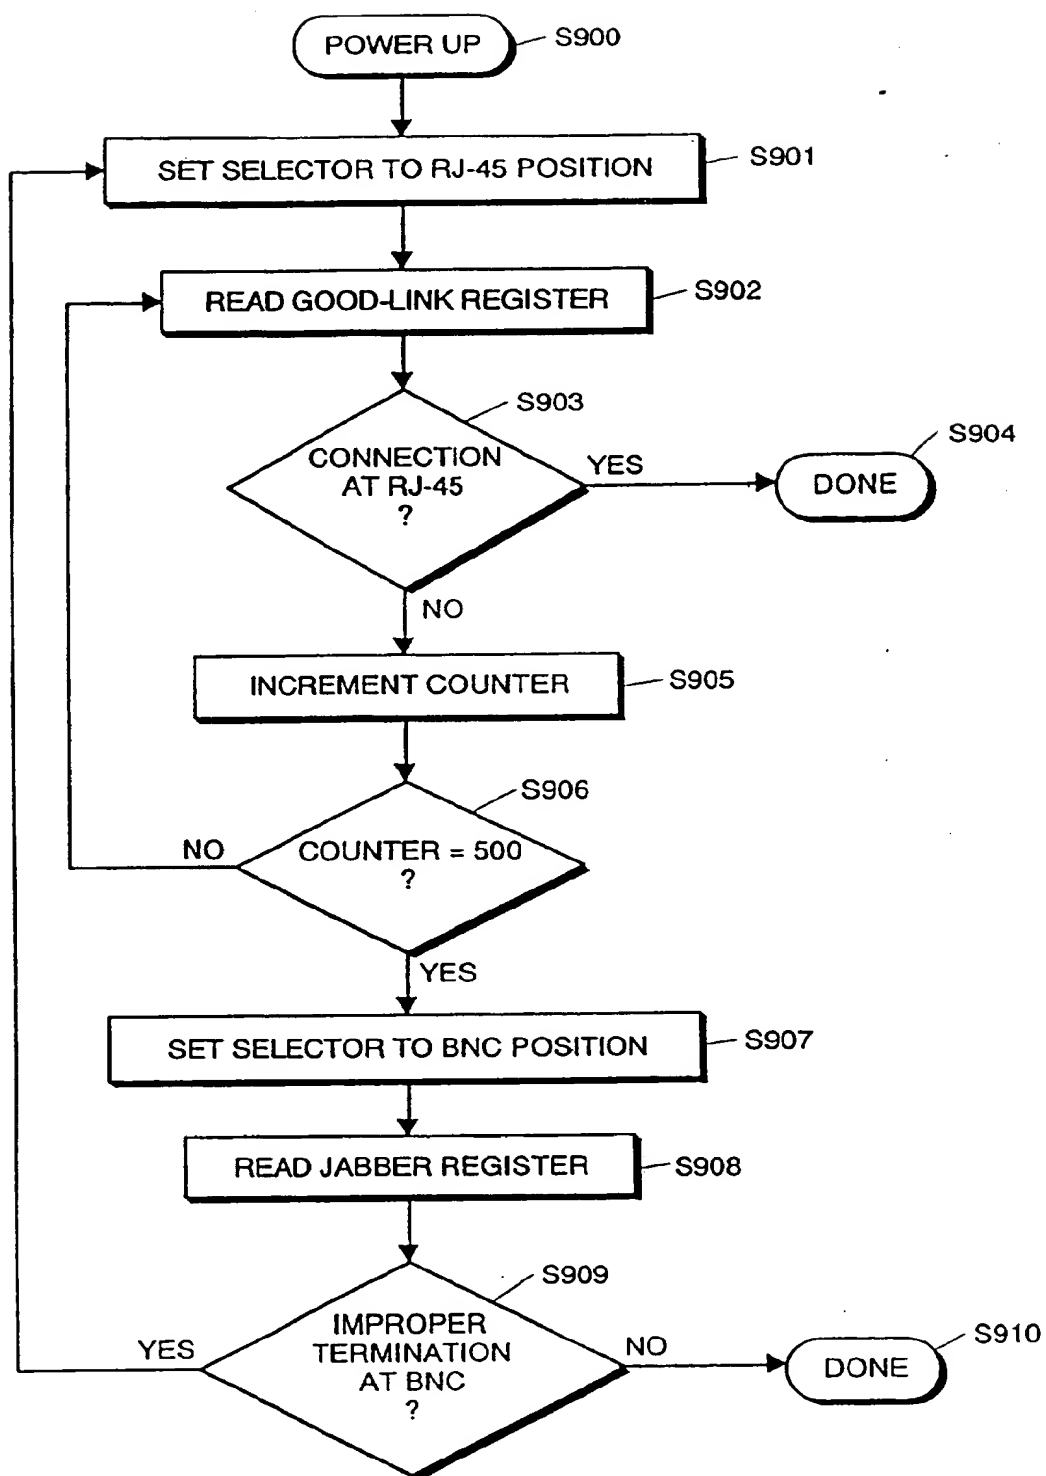 POWER UP
S900
SET SELECTOR TO RJ-45 POSITION
S901
READ GOOD-LINK REGISTER
S902
S903
CONNECTION
AT RJ-45
?
YES
S904
DONE
NO
INCREMENT COUNTER
S905
S906
COUNTER = 500
?
NO
YES
SET SELECTOR TO BNC POSITION
S907
READ JABBER REGISTER
S908
S909
IMPROPER
TERMINATION
AT BNC
?
YES
NO
S910
DONE